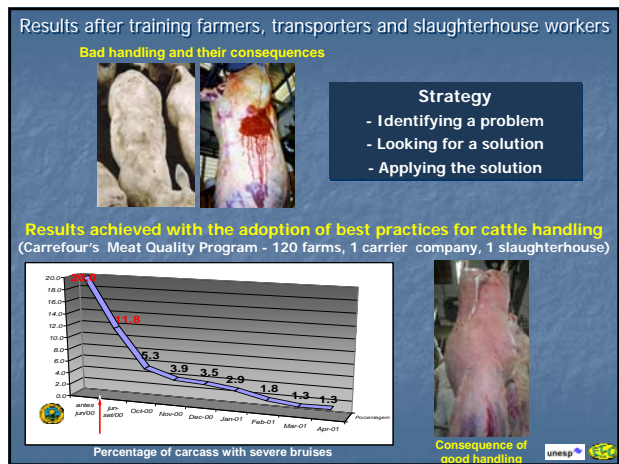 Results after training farmers, transporters and slaughterhouse workers
Bad handling and their consequences
Strategy
- Identifying a problem
- Looking for a solution
- Applying the solution
Results achieved with the adoption of best practices for cattle handling
(Carrefour's Meat Quality Program - 120 farms, 1 carrier company, 1 slaughterhouse)
20.0
18.0
16.0
14.0
12.0
10.0
8.0
6.0
4.0
2.0
0.0
20.0
11.8
5.3
3.9
3.5
2.9
1.8
1.3
1.3
antes jun/00
jun-set/00
Oct-00
Nov-00
Dec-00
Jan-01
Feb-01
Mar-01
Apr-01
Porcentagem
Percentage of carcass with severe bruises
Consequence of
good handling
unesp